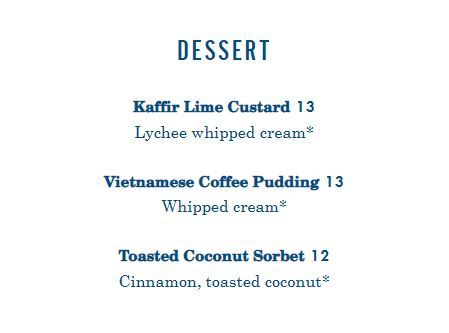 DESSERT
Kaffir Lime Custard 13
Lychee whipped cream*
Vietnamese Coffee Pudding 13
Whipped cream*
Toasted Coconut Sorbet 12
Cinnamon, toasted coconut*